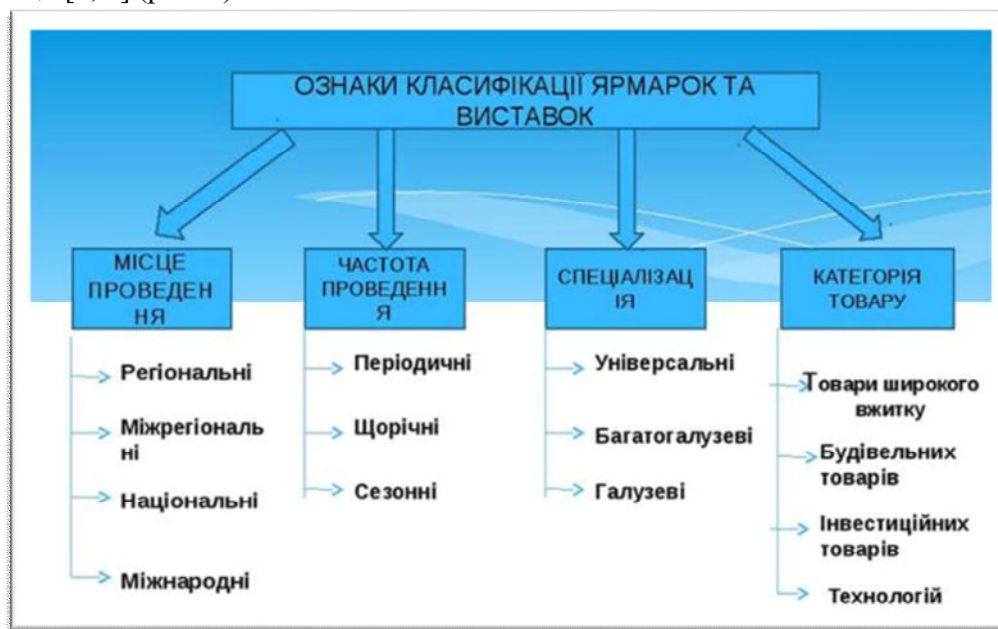 ОЗНАКИ КЛАСИФІКАЦІЇ ЯРМАРОК ТА
ВИСТАВОК
МІСЦЕ
ПРОВЕДЕН
НЯ
Регіональні
Міжрегіональ
ні
Національні
Міжнародні
ЧАСТОТА
ПРОВЕДЕНН
Я
Періодичні
Щорічні
Сезонні
СПЕЦІАЛІЗАЦ
ІЯ
Універсальні
Багатогалузеві
Галузеві
КАТЕГОРІЯ
ТОВАРУ
Товари широкого
вжитку
Будівельних
товарів
Інвестиційних
товарів
Технологій